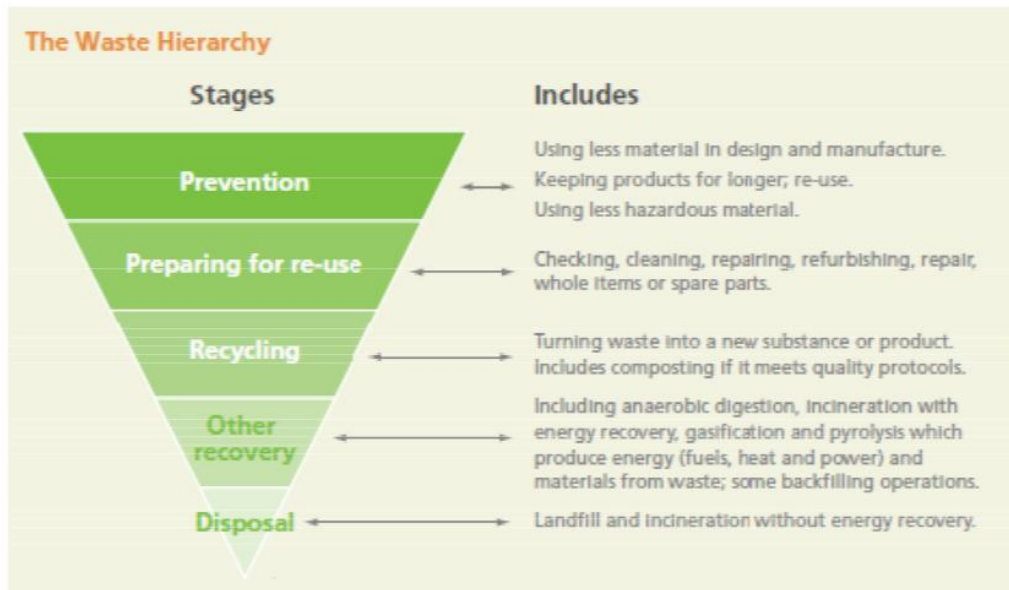 The Waste Hierarchy
Stages
Includes
Prevention
Using less material in design and manufacture.
Keeping products for longer; re-use.
Using less hazardous material.
Preparing for re-use
Checking, cleaning, repairing, refurbishing, repair,
whole items or spare parts.
Recycling
Turning waste into a new substance or product.
Includes composting if it meets quality protocols.
Other
recovery
Including anaerobic digestion, incineration with
energy recovery, gasification and pyrolysis which
produce energy (fuels, heat and power) and
materials from waste; some backfilling operations.
Disposal
Landfill and incineration without energy recovery.